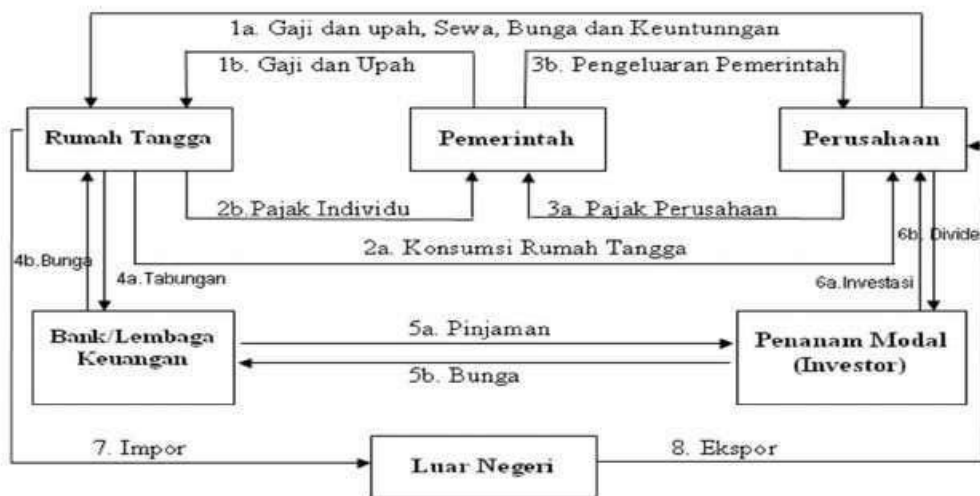 1a. Gaji dan upah, Sewa, Bunga dan Keuntunngan
1b. Gaji dan Upah
3b. Pengeluaran Pemerintah
Rumah Tangga
Pemerintah
Perusahaan
2b.Pajak Individu
3a. Pajak Perusahaan
2a. Konsumsi Rumah Tangga
6b. Divide
4b.Bunga
4a.Tabungan
6a.Investasi
Bank/Lembaga
Keuangan
5a. Pinjaman
5b. Bunga
Penanam Modal
(Investor)
7. Impor
Luar Negeri
8. Ekspor